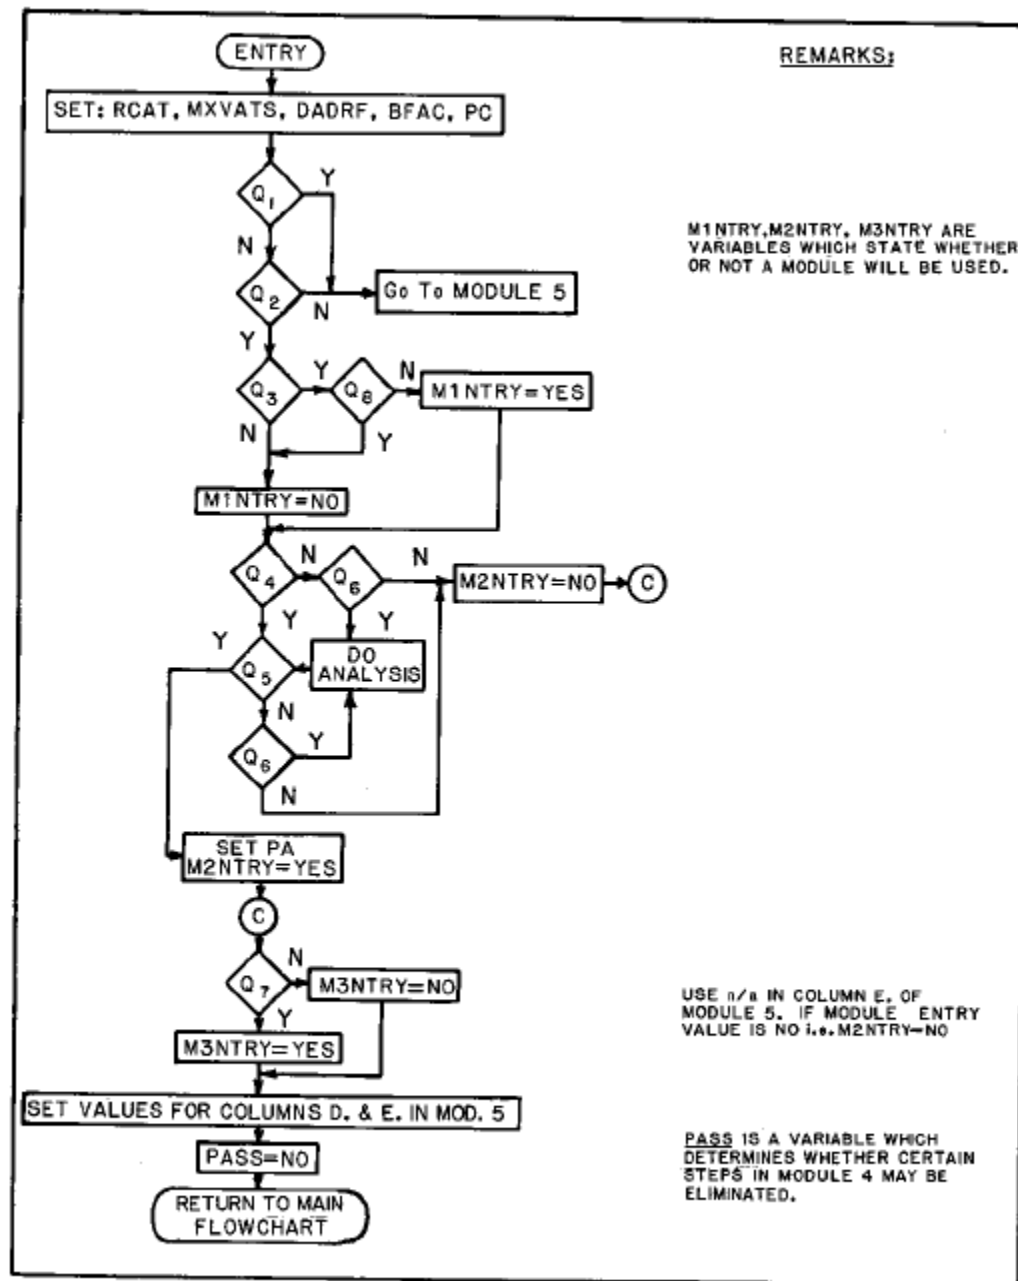 ENTRY
REMARKS:
SET: RCAT, MXVATS, DADRF, BFAC, PC
Y
Q1
N
M1NTRY, M2NTRY, M3NTRY ARE
VARIABLES WHICH STATE WHETHER
OR NOT A MODULE WILL BE USED.
Q2
N
Go To MODULE 5
Y
Q3
Y
Q8
N
M1NTRY=YES
N
Y
M1NTRY=NO
Q4
N
Q6
N
M2NTRY=NO
C
Y
Y
Y
Q5
DO
ANALYSIS
N
Q6
Y
N
SET PA
M2NTRY=YES
C
Q7
N
M3NTRY=NO
Y
M3NTRY=YES
USE n/a IN COLUMN E. OF
MODULE 5. IF MODULE ENTRY
VALUE IS NO i.e. M2NTRY=NO
SET VALUES FOR COLUMNS D. & E. IN MOD. 5
PASS=NO
PASS IS A VARIABLE WHICH
DETERMINES WHETHER CERTAIN
STEPS IN MODULE 4 MAY BE
ELIMINATED.
RETURN TO MAIN
FLOWCHART